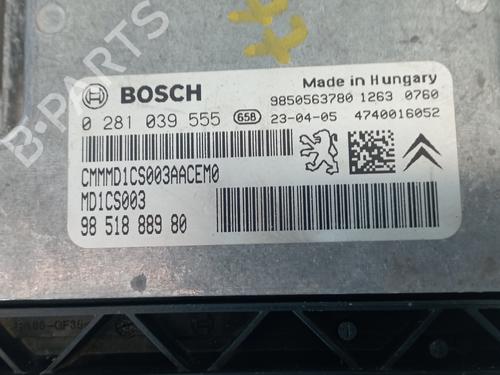 BOSCH
Made in Hungary
9850563780 1263 0760
0 281 039 555 658 23-04-05 4740016052
CMMMD1CS003AACEM0
MD1CS003
98 518 889 80
B-PARTS